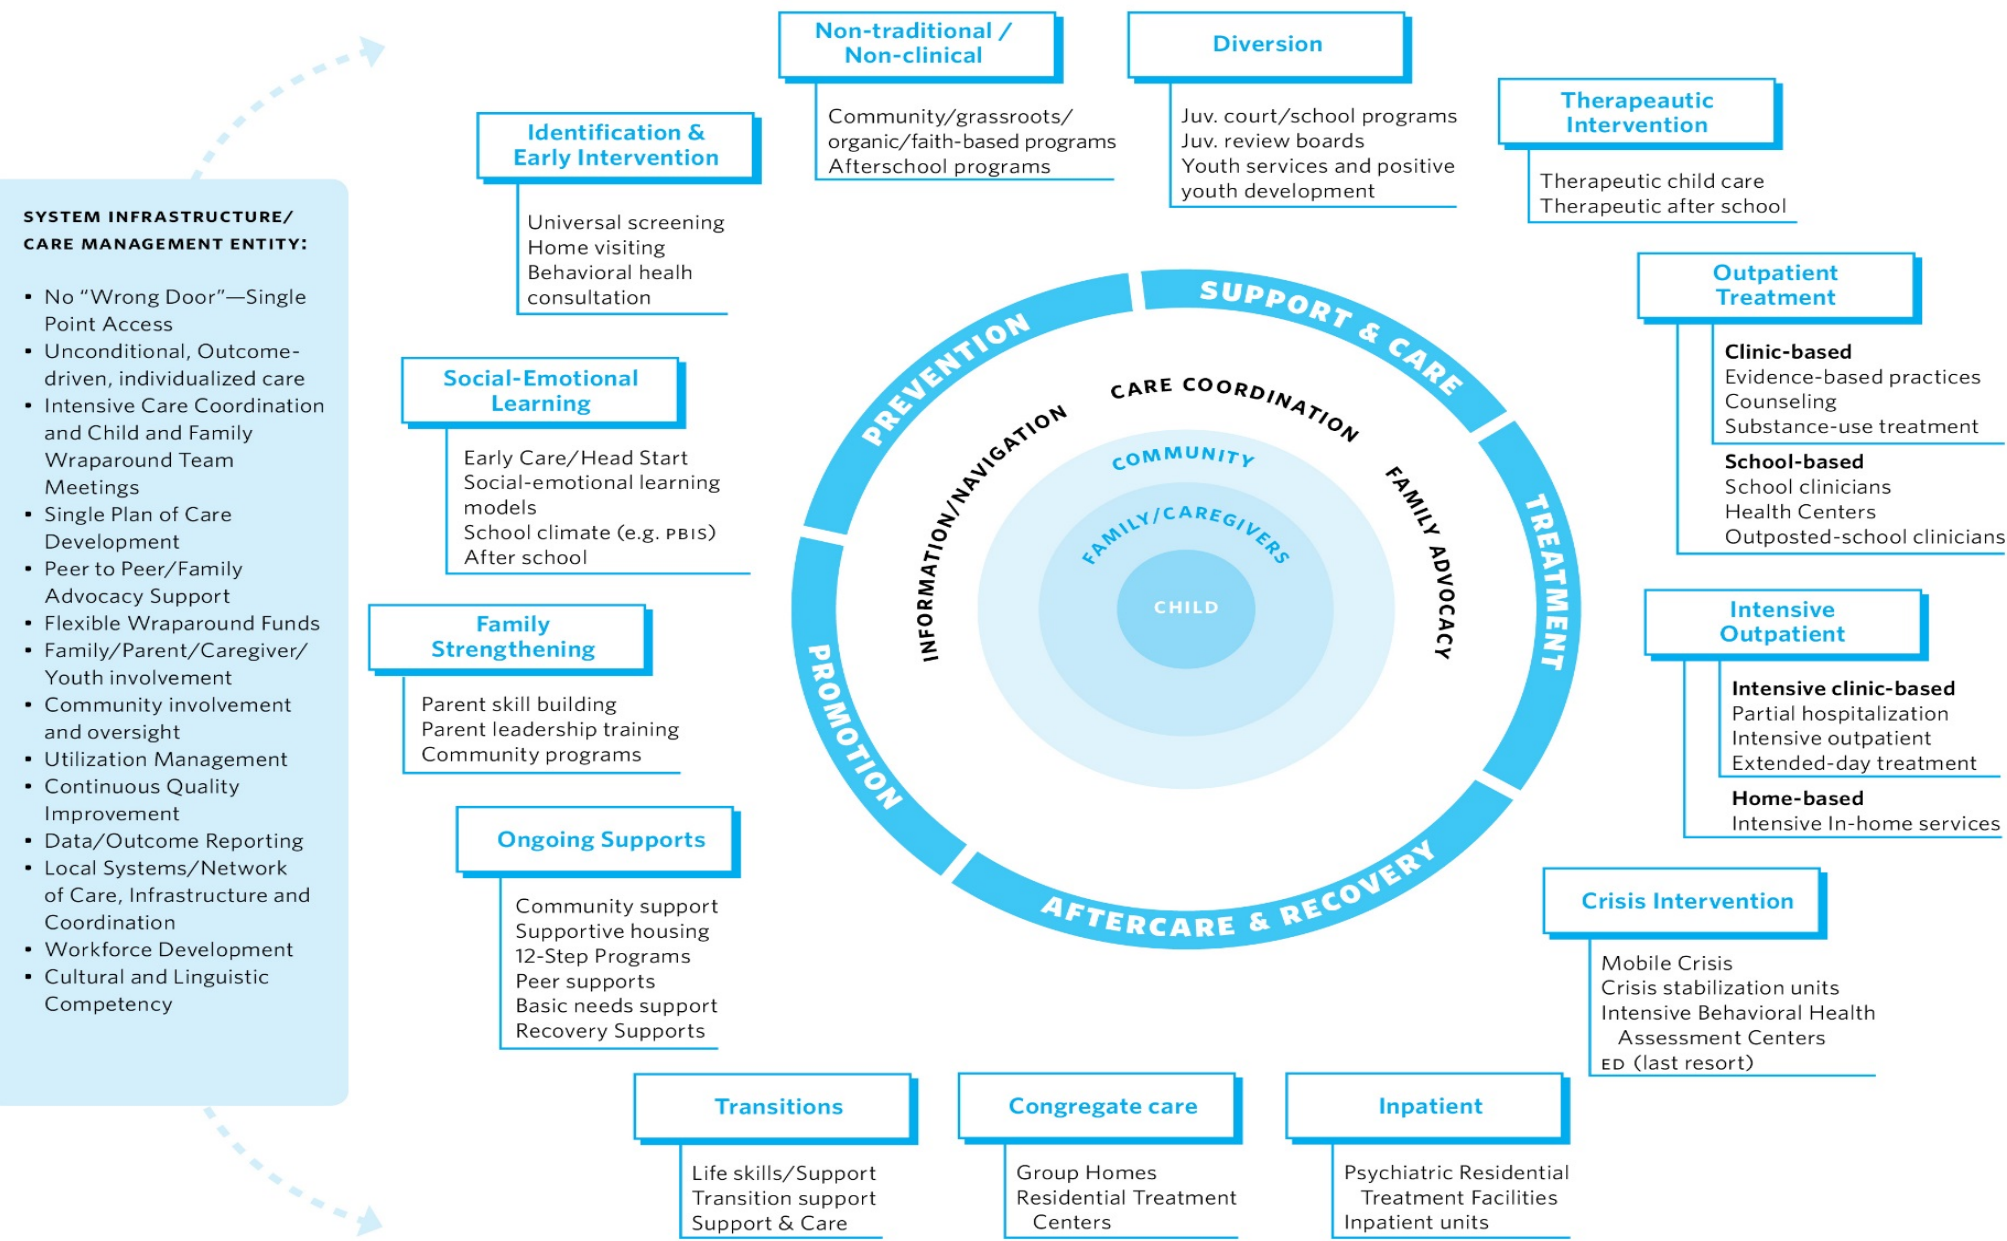 SYSTEM INFRASTRUCTURE/
CARE MANAGEMENT ENTITY:
• No “Wrong Door”—Single
Point Access
• Unconditional, Outcome-
driven, individualized care
• Intensive Care Coordination
and Child and Family
Wraparound Team
Meetings
• Single Plan of Care
Development
• Peer to Peer/Family
Advocacy Support
• Flexible Wraparound Funds
• Family/Parent/Caregiver/
Youth involvement
• Community involvement
and oversight
• Utilization Management
• Continuous Quality
Improvement
• Data/Outcome Reporting
• Local Systems/Network
of Care, Infrastructure and
Coordination
• Workforce Development
• Cultural and Linguistic
Competency
Non-traditional /
Non-clinical
Community/grassroots/
organic/faith-based programs
Afterschool programs
Diversion
Juv. court/school programs
Juv. review boards
Youth services and positive
youth development
Therapeautic
Intervention
Therapeutic child care
Therapeutic after school
Identification &
Early Intervention
Universal screening
Home visiting
Behavioral healh
consultation
Outpatient
Treatment
Clinic-based
Evidence-based practices
Counseling
Substance-use treatment
School-based
School clinicians
Health Centers
Outposted-school clinicians
Social-Emotional
Learning
Early Care/Head Start
Social-emotional learning
models
School climate (e.g. PBIS)
After school
Family
Strengthening
Parent skill building
Parent leadership training
Community programs
Intensive
Outpatient
Intensive clinic-based
Partial hospitalization
Intensive outpatient
Extended-day treatment
Home-based
Intensive In-home services
Ongoing Supports
Community support
Supportive housing
12-Step Programs
Peer supports
Basic needs support
Recovery Supports
Crisis Intervention
Mobile Crisis
Crisis stabilization units
Intensive Behavioral Health
Assessment Centers
ED (last resort)
Transitions
Life skills/Support
Transition support
Support & Care
Congregate care
Group Homes
Residential Treatment
Centers
Inpatient
Psychiatric Residential
Treatment Facilities
Inpatient units
PREVENTION
SUPPORT & CARE
TREATMENT
AFTERCARE & RECOVERY
PROMOTION
INFORMATION/NAVIGATION
CARE COORDINATION
FAMILY ADVOCACY
COMMUNITY
FAMILY/CAREGIVERS
CHILD